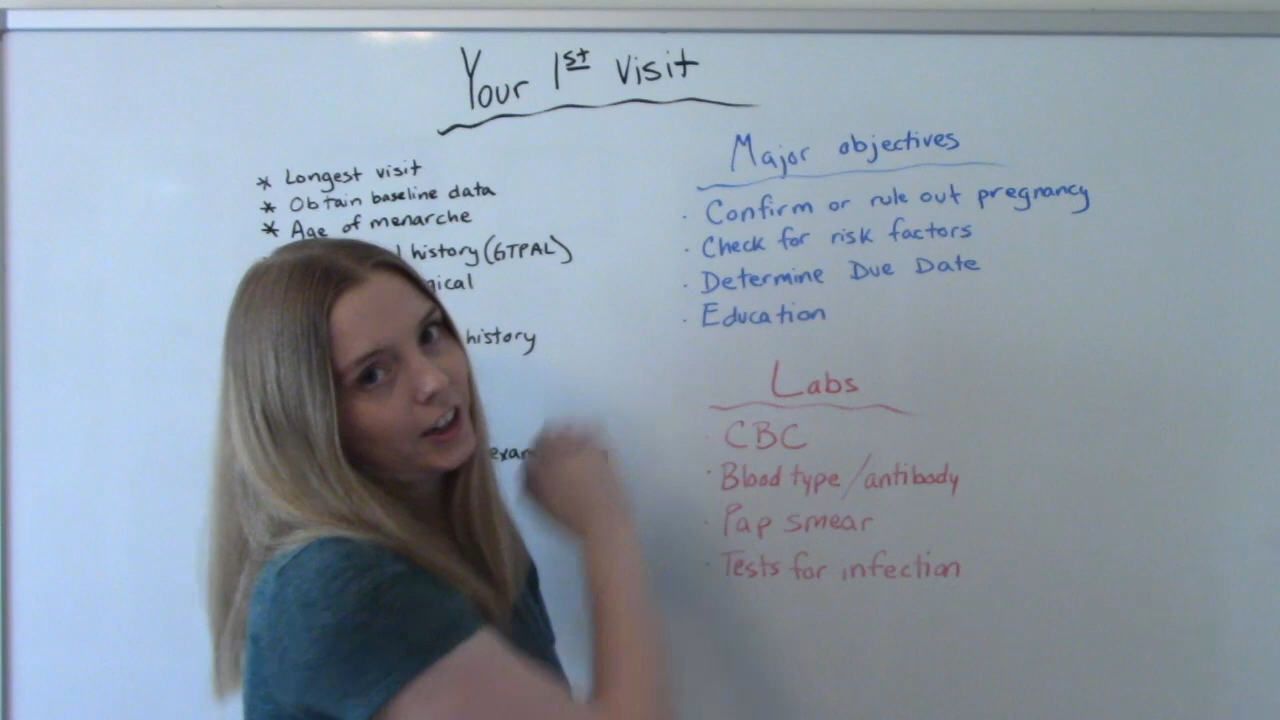 Your 1st visit
* Longest visit
* Obtain baseline data
* Age of menarche
history (GTPAL)
history
Major objectives
· Confirm or rule out pregnancy
· Check for risk factors
· Determine Due Date
· Education
Labs
· CBC
· Blood type/antibody
· Pap smear
· Tests for infection